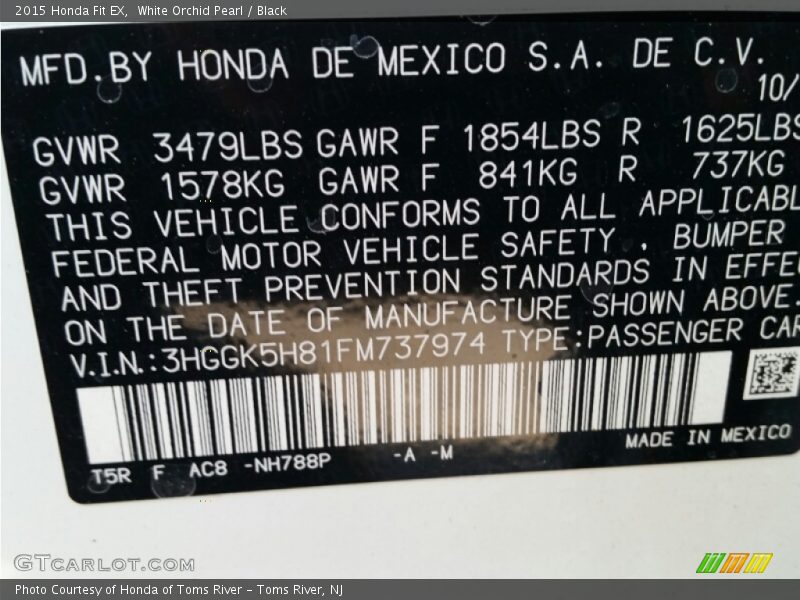 2015 Honda Fit EX, White Orchid Pearl / Black
MFD.BY HONDA DE MEXICO S.A. DE C.V.
10/
GVWR 3479LBS GAWR F 1854LBS R 1625LBS
GVWR 1578KG GAWR F 841KG R 737KG
THIS VEHICLE CONFORMS TO ALL APPLICABL
FEDERAL MOTOR VEHICLE SAFETY , BUMPER
AND THEFT PREVENTION STANDARDS IN EFFE
ON THE DATE OF MANUFACTURE SHOWN ABOVE.
V.I.N.:3HGGK5H81FM737974 TYPE:PASSENGER CAR
MADE IN MEXICO
T5R F AC8 -NH788P -A -M
GTCARLOT.COM
Photo Courtesy of Honda of Toms River - Toms River, NJ